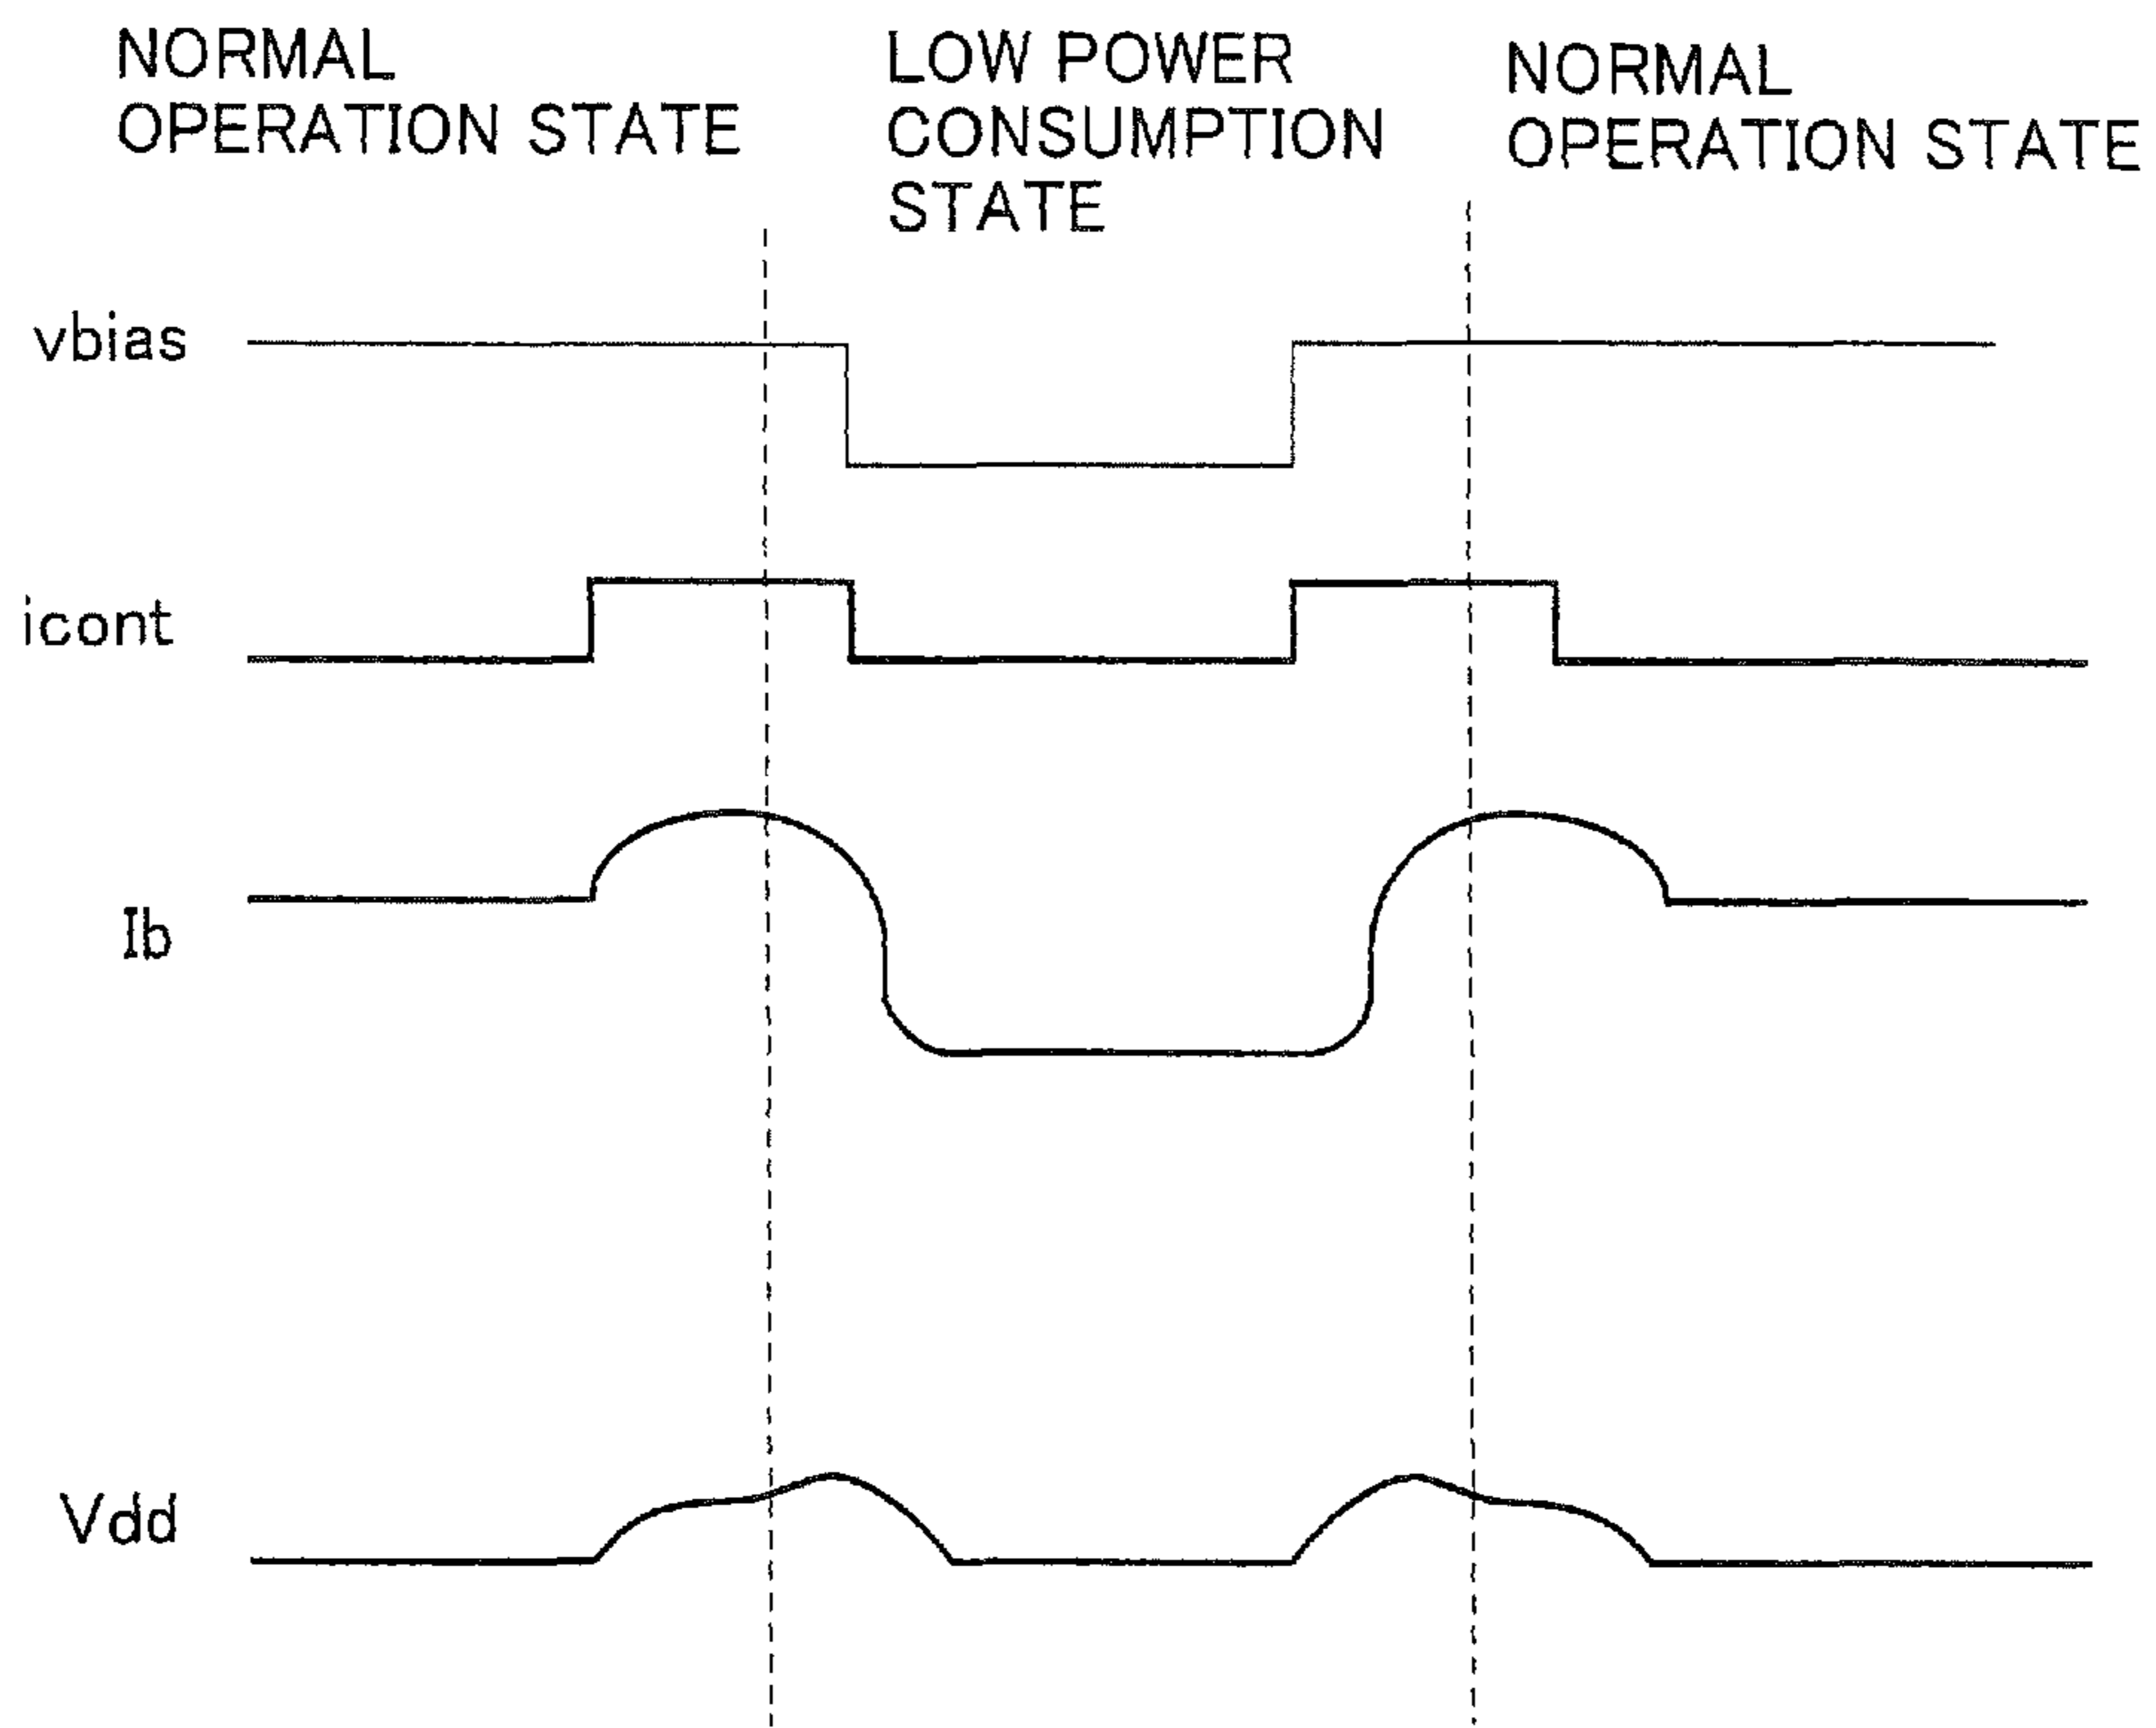 NORMAL
OPERATION STATE
LOW POWER
CONSUMPTION
STATE
NORMAL
OPERATION STATE
vbias
icont
Ib
Vdd